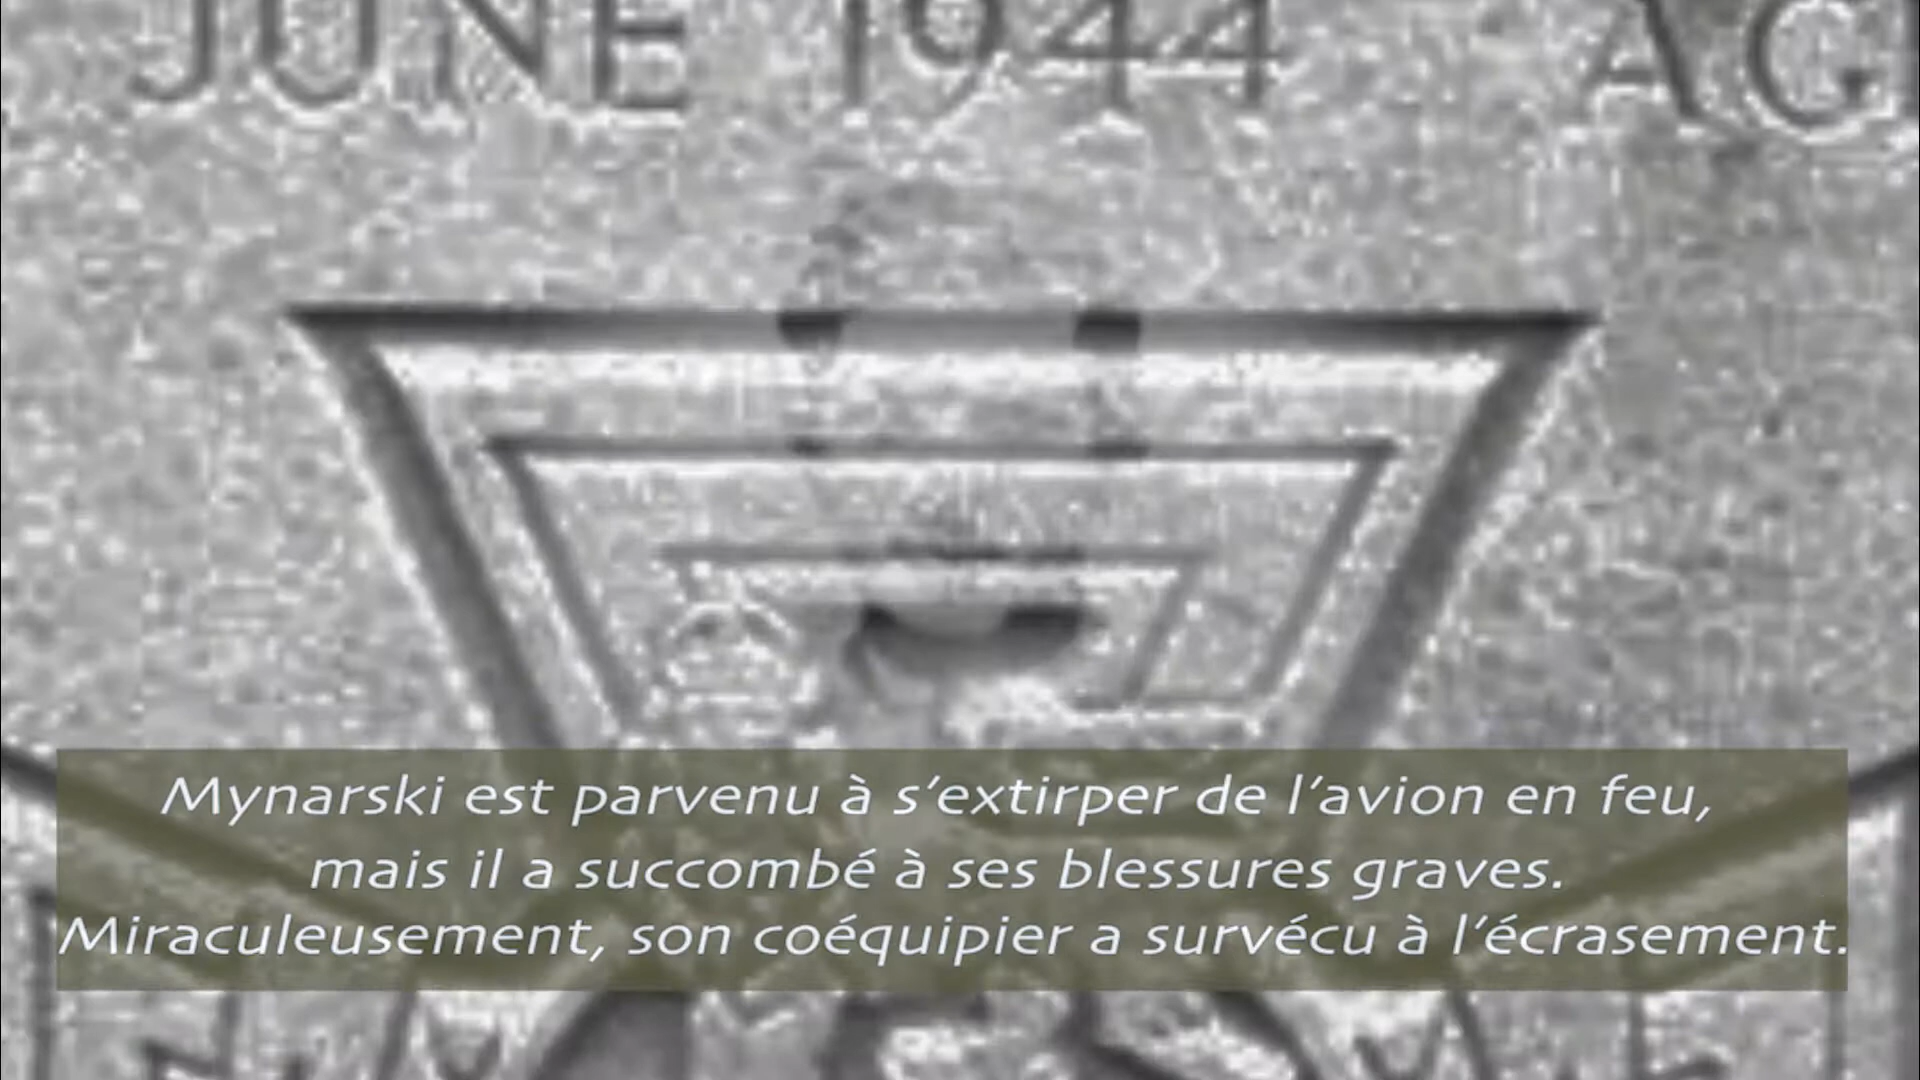 JUNE 1944 AG
Mynarski est parvenu à s’extirper de l’avion en feu,
mais il a succombé à ses blessures graves.
Miraculeusement, son coéquipier a survécu à l’écrasement.